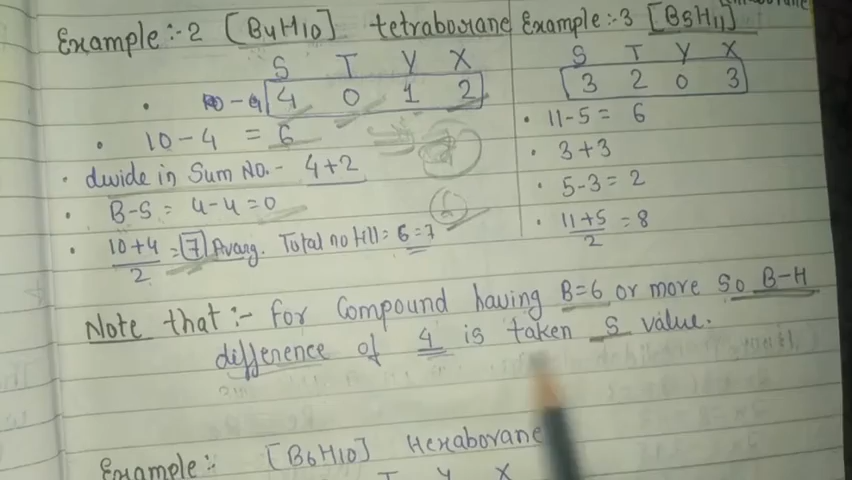 Example:-2 [B4H10] tetraborane
S T Y X
4 0 1 2
• 10-4 = 6
• divide in Sum NO.- 4+2
• B-S = 4-4=0
• 10+4/2 = 7 Avarg. Total no till = 6=7
Example:-3 [B5H11]
S T Y X
3 2 0 3
• 11-5= 6
• 3+3
• 5-3=2
• 11+5/2 =8
Note that:- For Compound having B=6 or more So B-H
difference of 4 is taken S value.
Example:- [B6H10] Hexaborane
T Y X